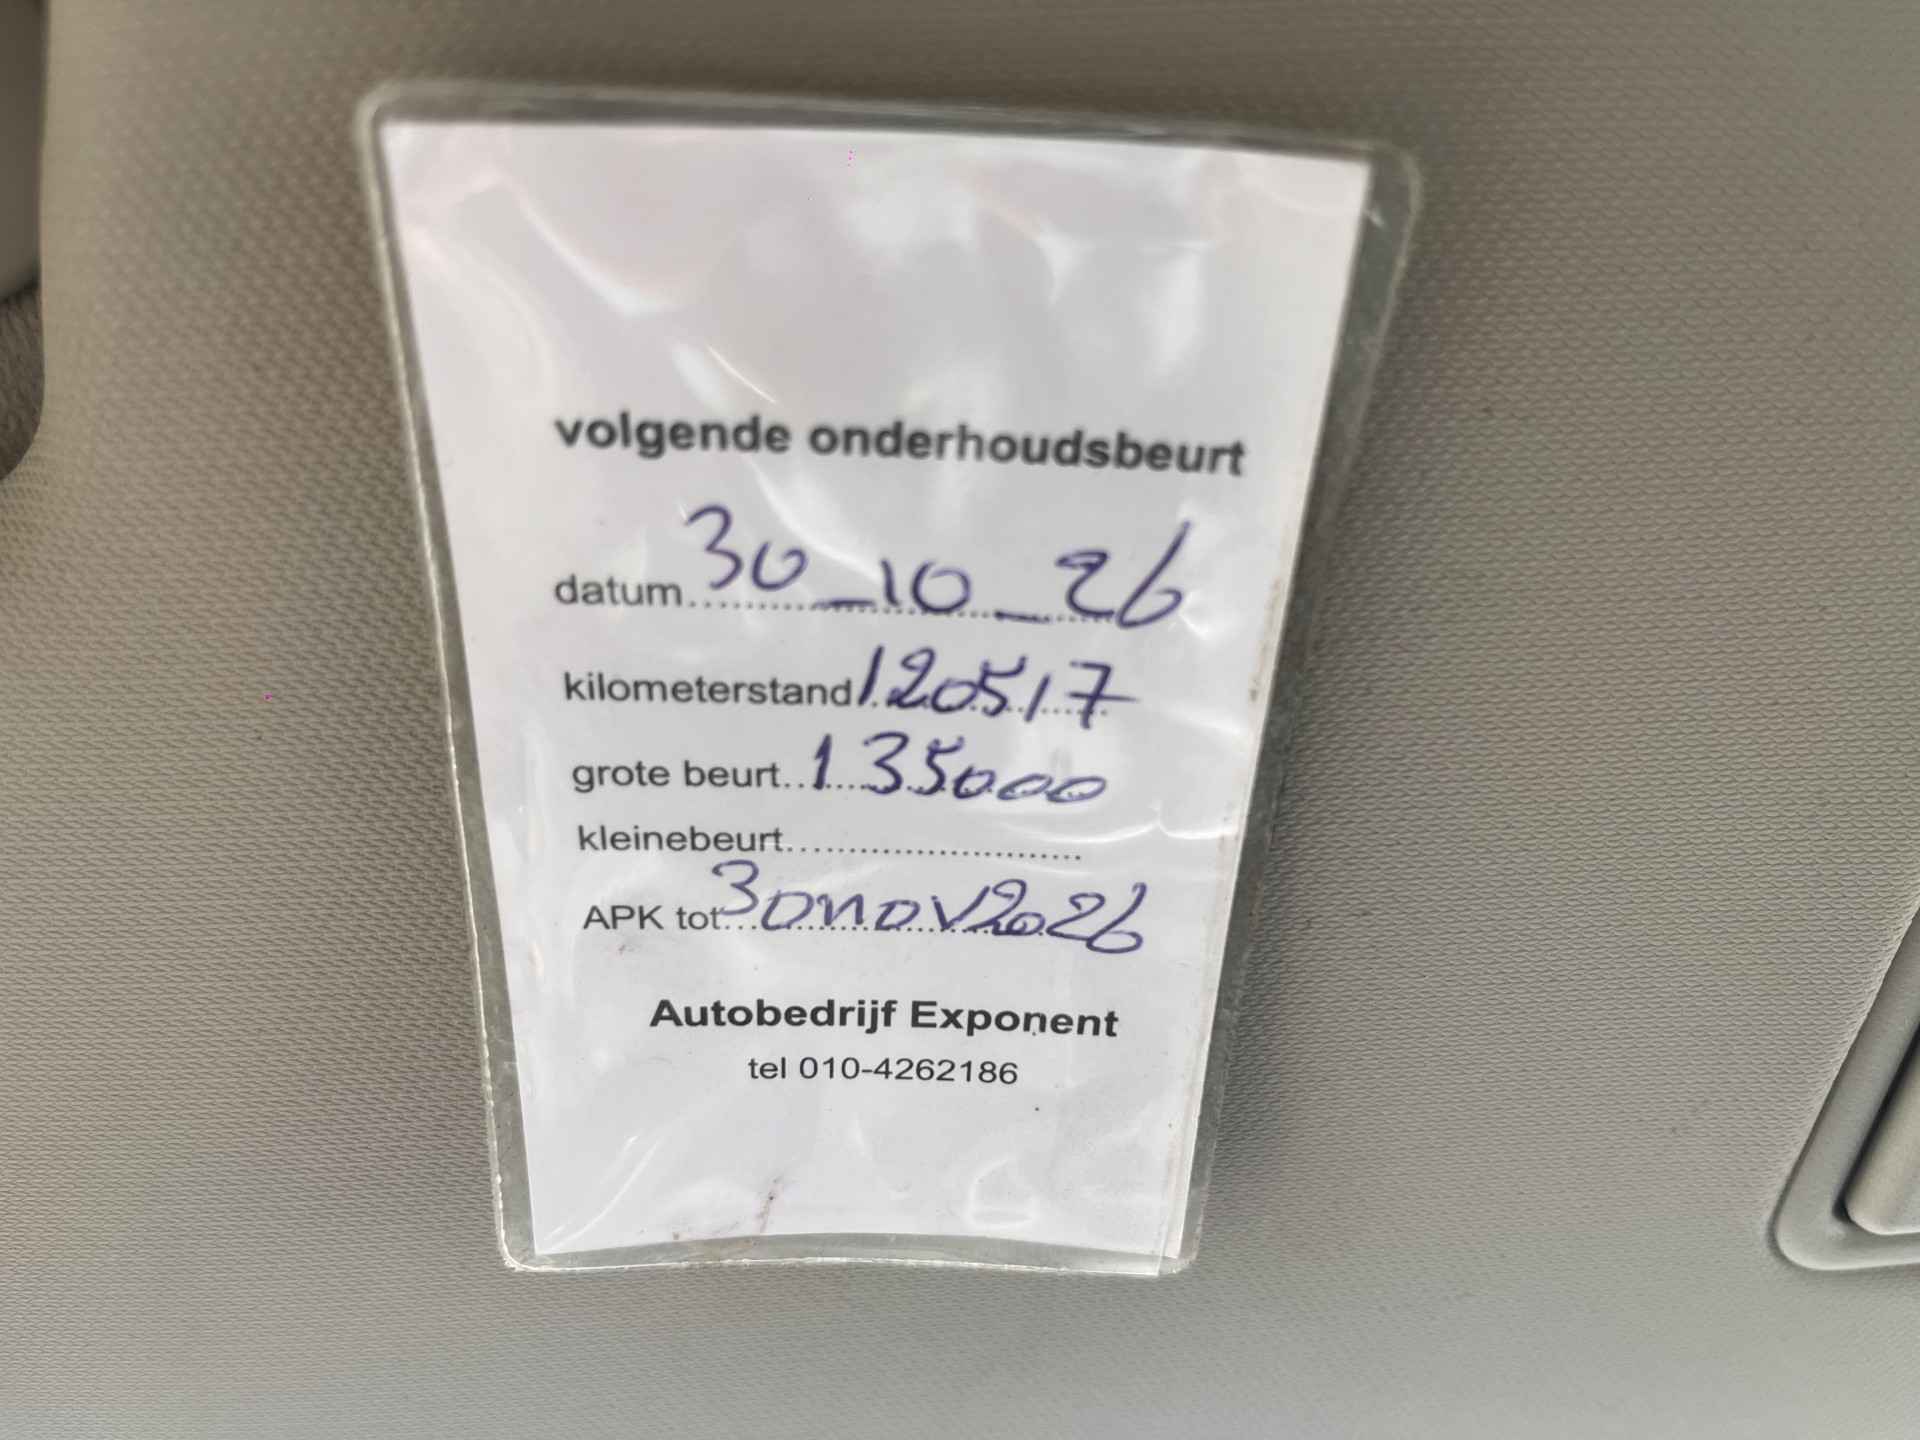 volgende onderhoudsbeurt
datum 30-10-26
kilometerstand 120517
grote beurt 135000
kleinebeurt
APK tot 30nov2026
Autobedrijf Exponent
tel 010-4262186